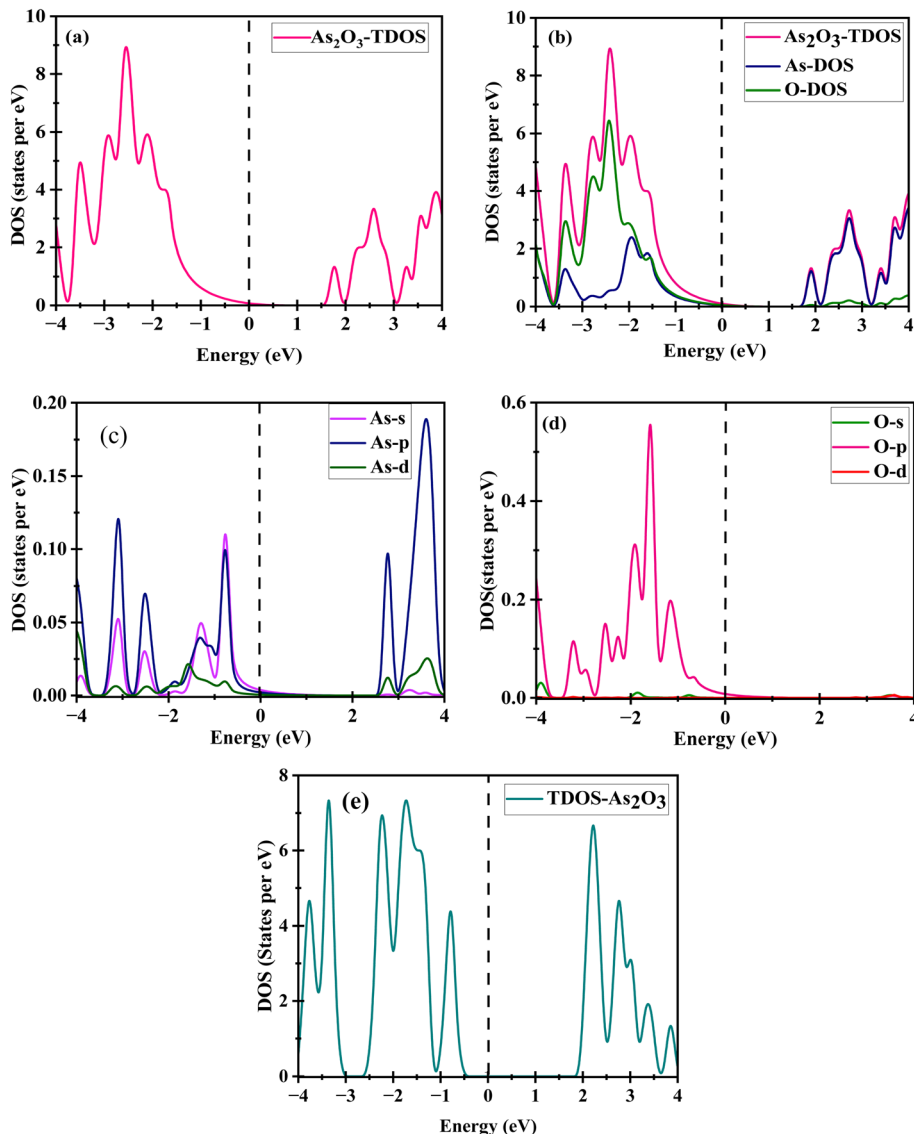 (a)
As₂O₃-TDOS
DOS (states per eV)
10
8
6
4
2
0
−4 −3 −2 −1 0 1 2 3 4
Energy (eV)
(b)
As₂O₃-TDOS
As-DOS
O-DOS
DOS (states per eV)
10
8
6
4
2
0
−4 −3 −2 −1 0 1 2 3 4
Energy (eV)
(c)
As-s
As-p
As-d
DOS (states per eV)
0.20
0.15
0.10
0.05
0.00
−4 −2 0 2 4
Energy (eV)
(d)
O-s
O-p
O-d
DOS(states per eV)
0.6
0.4
0.2
0.0
−4 −2 0 2 4
Energy (eV)
(e)
TDOS-As₂O₃
DOS (States per eV)
8
6
4
2
0
−4 −3 −2 −1 0 1 2 3 4
Energy (eV)